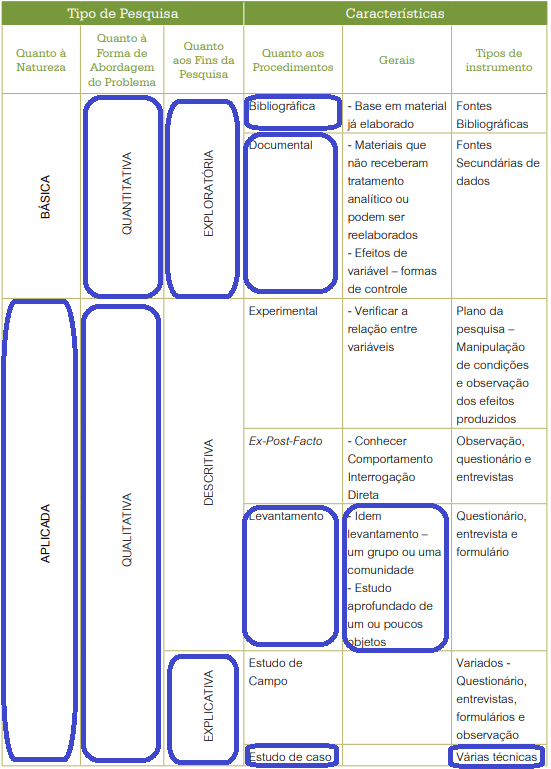 Tipo de Pesquisa
Características
Quanto à
Natureza
Quanto à
Forma de
Abordagem
do Problema
Quanto
aos Fins da
Pesquisa
Quanto aos
Procedimentos
Gerais
Tipos de
instrumento
BÁSICA
QUANTITATIVA
EXPLORATÓRIA
Bibliográfica
- Base em material
já elaborado
Fontes
Bibliográficas
Documental
- Materiais que
não receberam
tratamento
analítico ou
podem ser
reelaborados
- Efeitos de
variável – formas
de controle
Fontes
Secundárias de
dados
APLICADA
QUALITATIVA
DESCRITIVA
Experimental
- Verificar a
relação entre
variáveis
Plano da
pesquisa –
Manipulação
de condições
e observação
dos efeitos
produzidos
Ex-Post-Facto
- Conhecer
Comportamento
Interrogação
Direta
Observação,
questionário e
entrevistas
Levantamento
- Idem
levantamento –
um grupo ou uma
comunidade
- Estudo
aprofundado de
um ou poucos
objetos
Questionário,
entrevista e
formulário
EXPLICATIVA
Estudo de
Campo
Variados -
Questionário,
entrevistas,
formulários e
observação
Estudo de caso
Várias técnicas